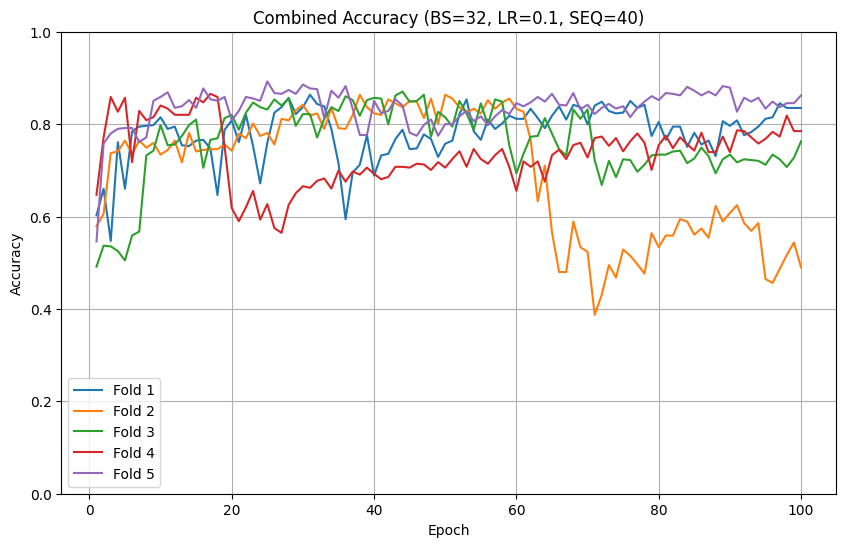 Combined Accuracy (BS=32, LR=0.1, SEQ=40)
1.0
0.8
0.6
0.4
0.2
0.0
Accuracy
Fold 1
Fold 2
Fold 3
Fold 4
Fold 5
0 20 40 60 80 100
Epoch